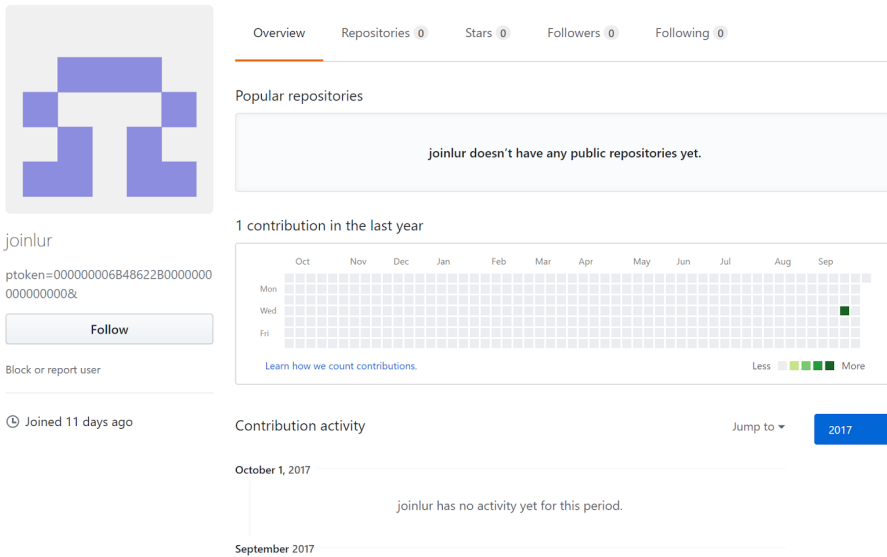 Overview Repositories 0 Stars 0 Followers 0 Following 0
Popular repositories
joinlur doesn't have any public repositories yet.
1 contribution in the last year
joinlur
ptoken=000000006B48622B0000000
000000000&
Follow
Block or report user
Joined 11 days ago
Oct Nov Dec Jan Feb Mar Apr May Jun Jul Aug Sep
Mon
Wed
Fri
Learn how we count contributions. Less More
Contribution activity Jump to 2017
October 1, 2017
joinlur has no activity yet for this period.
September 2017